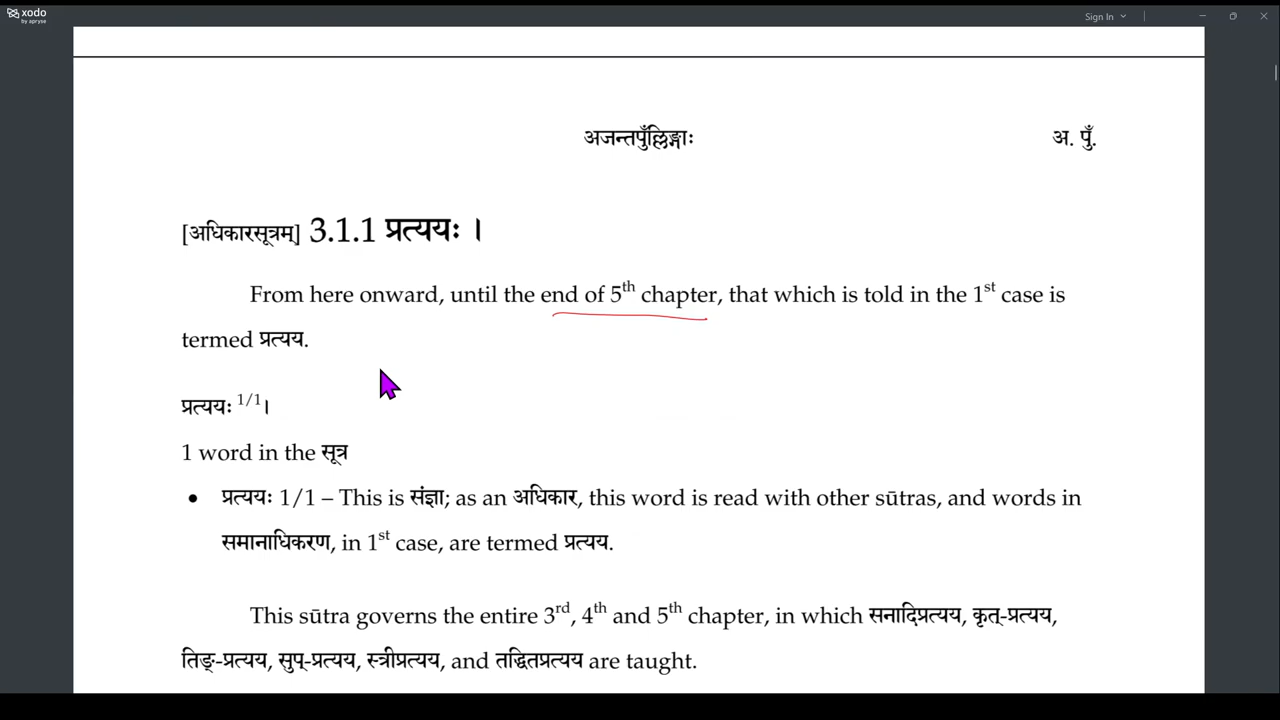 xodo
by apryse
Sign In
अजन्तपुँल्लिङ्गाः अ. पुँ.
[अधिकारसूत्रम्] 3.1.1 प्रत्ययः ।
From here onward, until the end of 5th chapter, that which is told in the 1st case is
termed प्रत्यय.
प्रत्ययः 1/1।
1 word in the सूत्र
• प्रत्ययः 1/1 – This is संज्ञा; as an अधिकार, this word is read with other sūtras, and words in
समानाधिकरण, in 1st case, are termed प्रत्यय.
This sūtra governs the entire 3rd, 4th and 5th chapter, in which सनादिप्रत्यय, कृत्-प्रत्यय,
तिङ्-प्रत्यय, सुप्-प्रत्यय, स्त्रीप्रत्यय, and तद्धितप्रत्यय are taught.